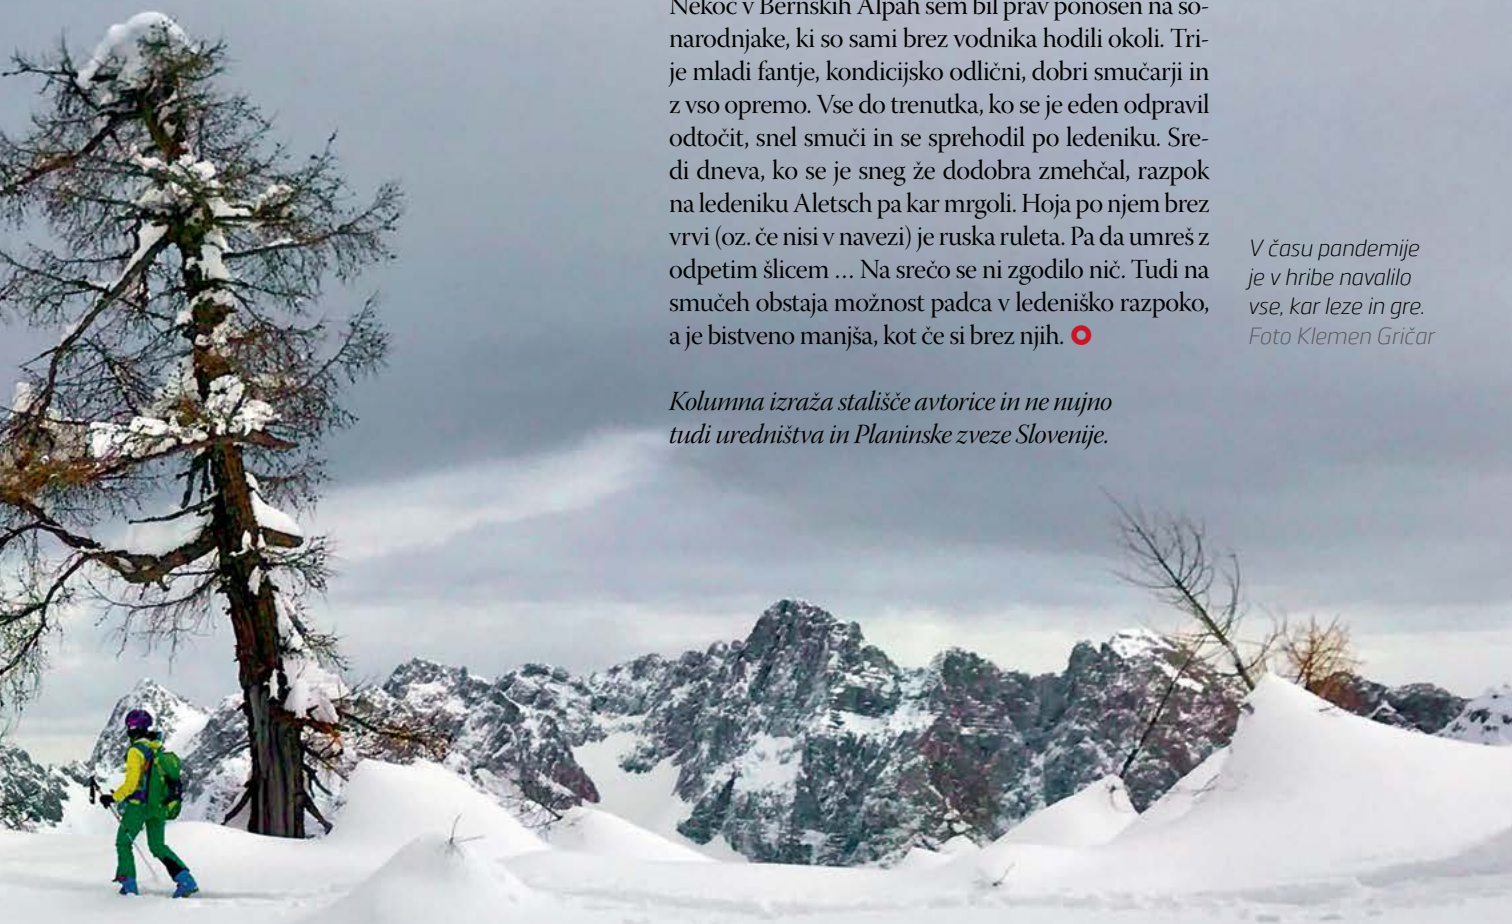 Nekoč v Bernskih Alpah sem bil prav ponosen na so-
narodnjake, ki so sami brez vodnika hodili okoli. Tri-
je mladi fantje, kondicijsko odlični, dobri smučarji in
z vso opremo. Vse do trenutka, ko se je eden odpravil
odtočit, snel smuči in se sprehodil po ledeniku. Sre-
di dneva, ko se je sneg že dodobra zmehčal, razpok
na ledeniku Aletsch pa kar mrgoli. Hoja po njem brez
vrvi (oz. če nisi v navezi) je ruska ruleta. Pa da umreš z
odpetim šlicem … Na srečo se ni zgodilo nič. Tudi na
smučeh obstaja možnost padca v ledeniško razpoko,
a je bistveno manjša, kot če si brez njih.
Kolumna izraža stališče avtorice in ne nujno
tudi uredništva in Planinske zveze Slovenije.
V času pandemije
je v hribe navalilo
vse, kar leze in gre.
Foto Klemen Gričar